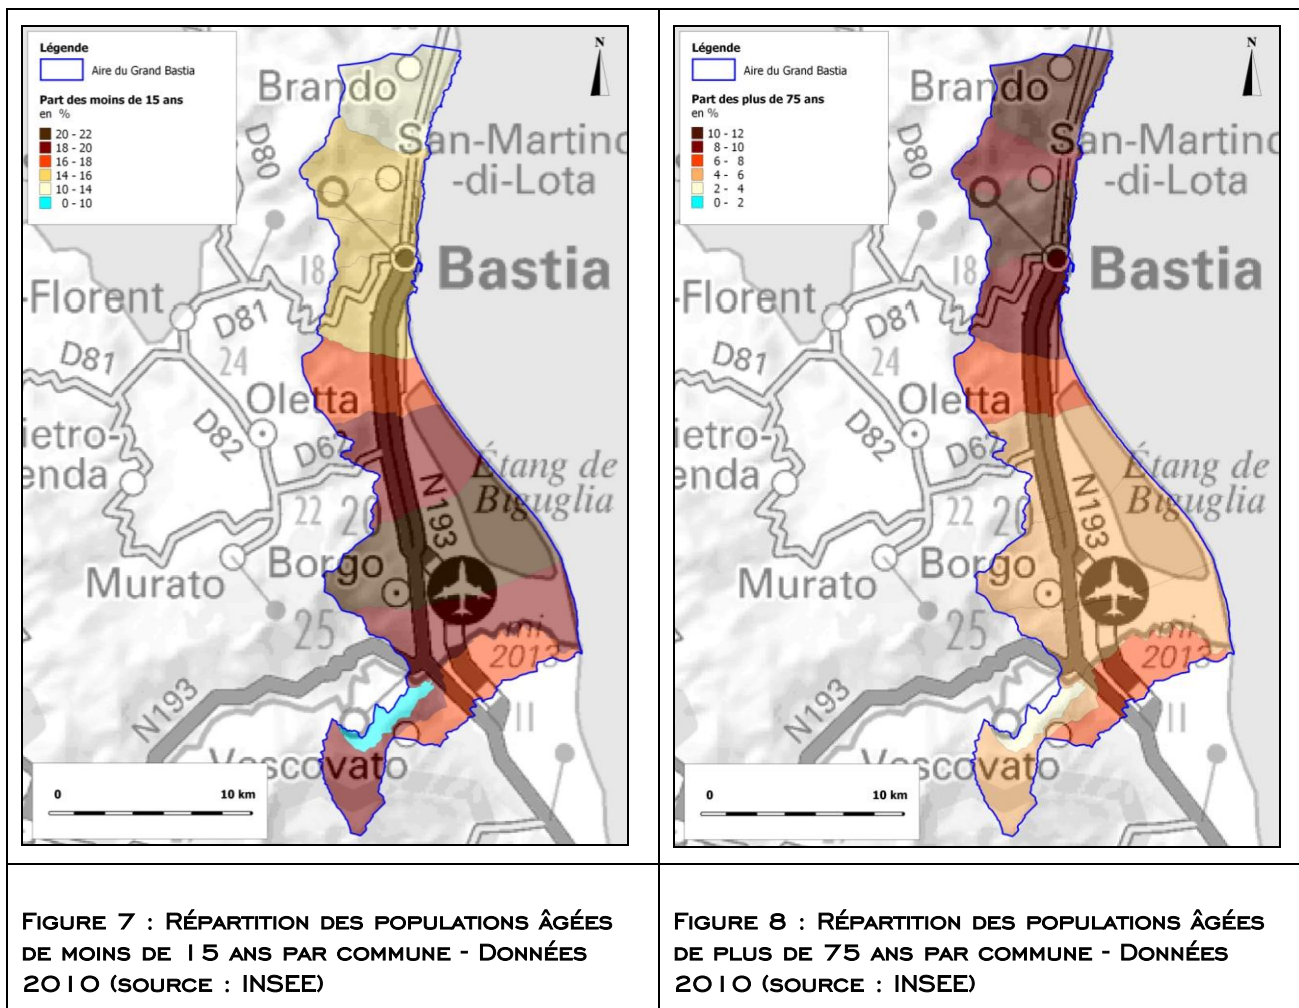 Légende
Aire du Grand Bastia
Part des moins de 15 ans
en %
20 - 22
18 - 20
16 - 18
14 - 16
10 - 14
0 - 10
N
Brando
D80
San-Martino
-di-Lota
Bastia
18
-Florent
D81
D81
24
Oletta
D82
D62
ietro-
enda
Étang de
Biguglia
N193
22
20
Borgo
Murato
25
mi
2013
N193
11
Vescovato
0 10 km
Légende
Aire du Grand Bastia
Part des plus de 75 ans
en %
10 - 12
8 - 10
6 - 8
4 - 6
2 - 4
0 - 2
N
Brando
D80
San-Martino
-di-Lota
Bastia
18
-Florent
D81
D81
24
Oletta
D82
D62
ietro-
enda
Étang de
Biguglia
N193
22
20
Borgo
Murato
25
mi
2013
N193
11
Vescovato
0 10 km
FIGURE 7 : RÉPARTITION DES POPULATIONS ÂGÉES
DE MOINS DE 15 ANS PAR COMMUNE - DONNÉES
2010 (SOURCE : INSEE)
FIGURE 8 : RÉPARTITION DES POPULATIONS ÂGÉES
DE PLUS DE 75 ANS PAR COMMUNE - DONNÉES
2010 (SOURCE : INSEE)